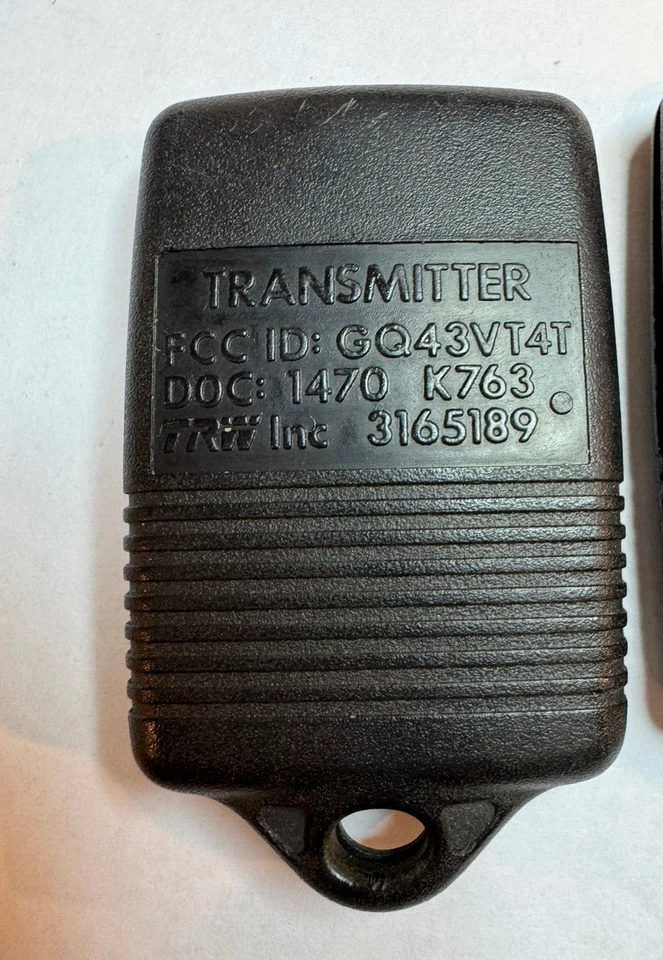 TRANSMITTER
FCC ID: GQ43VT4T
DOC: 1470 K763
TRW Inc 3165189